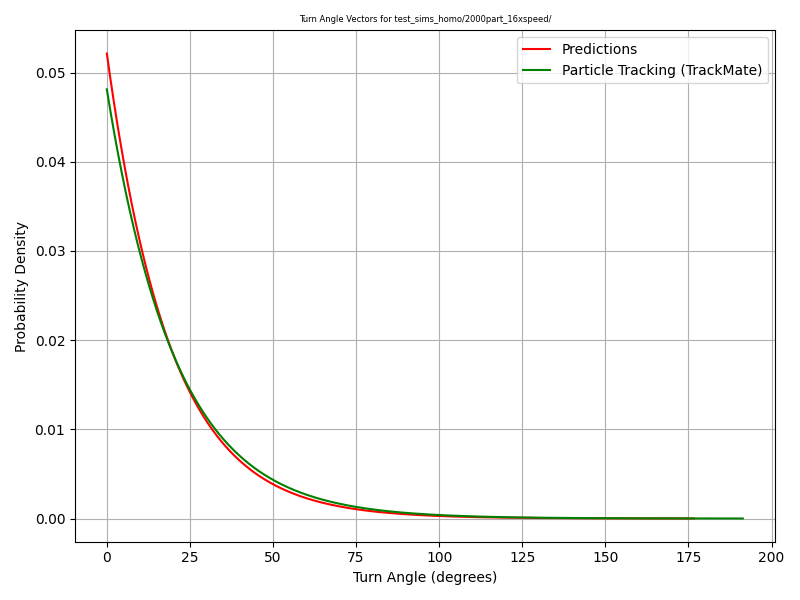 Turn Angle Vectors for test_sims_homo/2000part_16xspeed/
Predictions
Particle Tracking (TrackMate)
Probability Density
0.05
0.04
0.03
0.02
0.01
0.00
0 25 50 75 100 125 150 175 200
Turn Angle (degrees)